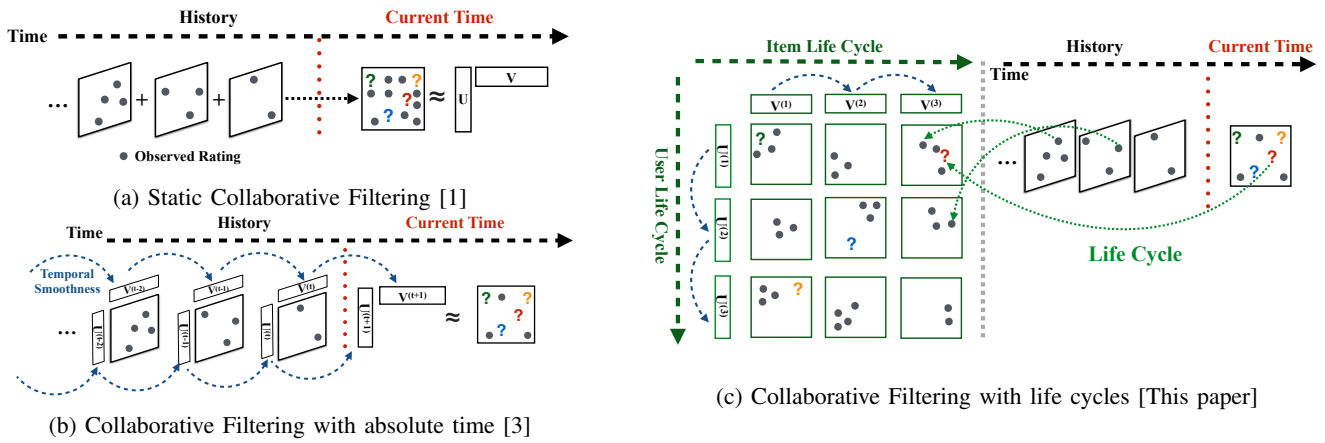 History
Current Time
Time
...
+
+
?
?
?
?
≈
U
V
Observed Rating
(a) Static Collaborative Filtering [1]
History
Current Time
Time
Temporal
Smoothness
V(t-2)
V(t-1)
V(t)
V(t+1)
...
U(t-2)
U(t-1)
U(t)
U(t+1)
≈
?
?
?
?
(b) Collaborative Filtering with absolute time [3]
Item Life Cycle
User Life Cycle
V(1)
V(2)
V(3)
U(1)
U(2)
U(3)
?
?
?
?
History
Current Time
Time
...
?
?
?
?
Life Cycle
(c) Collaborative Filtering with life cycles [This paper]